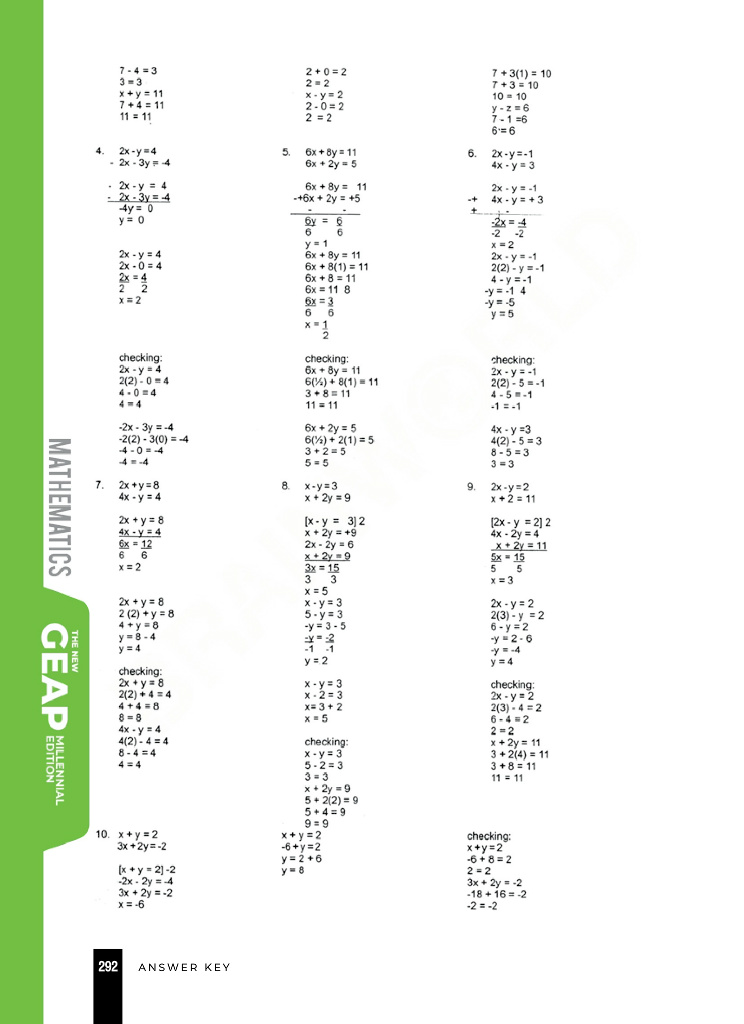 7 - 4 = 3
3 = 3
x + y = 11
7 + 4 = 11
11 = 11
2 + 0 = 2
2 = 2
x - y = 2
2 - 0 = 2
2 = 2
7 + 3(1) = 10
7 + 3 = 10
10 = 10
y - z = 6
7 - 1 =6
6 = 6
4. 2x - y =4
- 2x - 3y = -4
- 2x - y = 4
- 2x - 3y = -4
-4y = 0
y = 0
2x - y = 4
2x - 0 = 4
2x = 4
2 2
x = 2
checking:
2x - y = 4
2(2) - 0 = 4
4 - 0 = 4
4 = 4
-2x - 3y = -4
-2(2) - 3(0) = -4
-4 - 0 = -4
-4 = -4
5. 6x + 8y = 11
6x + 2y = 5
6x + 8y = 11
-+6x + 2y = +5
- -
6y = 6
6 6
y = 1
6x + 8y = 11
6x + 8(1) = 11
6x + 8 = 11
6x = 11 8
6x = 3
6 6
x = 1
2
checking:
6x + 8y = 11
6(½) + 8(1) = 11
3 + 8 = 11
11 = 11
6x + 2y = 5
6(½) + 2(1) = 5
3 + 2 = 5
5 = 5
6. 2x - y = -1
4x - y = 3
2x - y = -1
-+ 4x - y = + 3
+ -
-2x = -4
-2 -2
x = 2
2x - y = -1
2(2) - y = -1
4 - y = -1
-y = -1 4
-y = -5
y = 5
checking:
2x - y = -1
2(2) - 5 = -1
4 - 5 = -1
-1 = -1
4x - y =3
4(2) - 5 = 3
8 - 5 = 3
3 = 3
7. 2x + y = 8
4x - y = 4
2x + y = 8
4x - y = 4
6x = 12
6 6
x = 2
2x + y = 8
2 (2) + y = 8
4 + y = 8
y = 8 - 4
y = 4
checking:
2x + y = 8
2(2) + 4 = 4
4 + 4 = 8
8 = 8
4x - y = 4
4(2) - 4 = 4
8 - 4 = 4
4 = 4
8. x - y = 3
x + 2y = 9
[x - y = 3] 2
x + 2y = +9
2x - 2y = 6
x + 2y = 9
3x = 15
3 3
x = 5
x - y = 3
5 - y = 3
-y = 3 - 5
-y = -2
-1 -1
y = 2
x - y = 3
x - 2 = 3
x= 3 + 2
x = 5
checking:
x - y = 3
5 - 2 = 3
3 = 3
x + 2y = 9
5 + 2(2) = 9
5 + 4 = 9
9 = 9
9. 2x - y = 2
x + 2 = 11
[2x - y = 2] 2
4x - 2y = 4
x + 2y = 11
5x = 15
5 5
x = 3
2x - y = 2
2(3) - y = 2
6 - y = 2
-y = 2 - 6
-y = -4
y = 4
checking:
2x - y = 2
2(3) - 4 = 2
6 - 4 = 2
2 = 2
x + 2y = 11
3 + 2(4) = 11
3 + 8 = 11
11 = 11
10. x + y = 2
3x +2y = -2
[x + y = 2] -2
-2x - 2y = -4
3x + 2y = -2
x = -6
x + y = 2
-6 + y = 2
y = 2 + 6
y = 8
checking:
x + y = 2
-6 + 8 = 2
2 = 2
3x + 2y = -2
-18 + 16 = -2
-2 = -2
MATHEMATICS
THE NEW
GEAP
MILLENNIAL
EDITION
292 ANSWER KEY